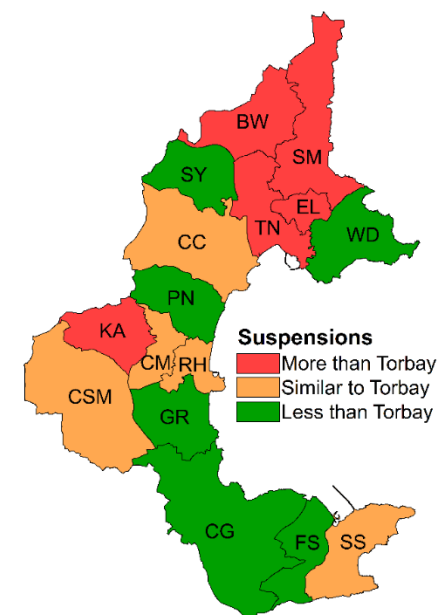 BW
SM
SY
EL
TN
WD
CC
PN
KA
CM
RH
CSM
GR
CG
FS
SS
Suspensions
More than Torbay
Similar to Torbay
Less than Torbay